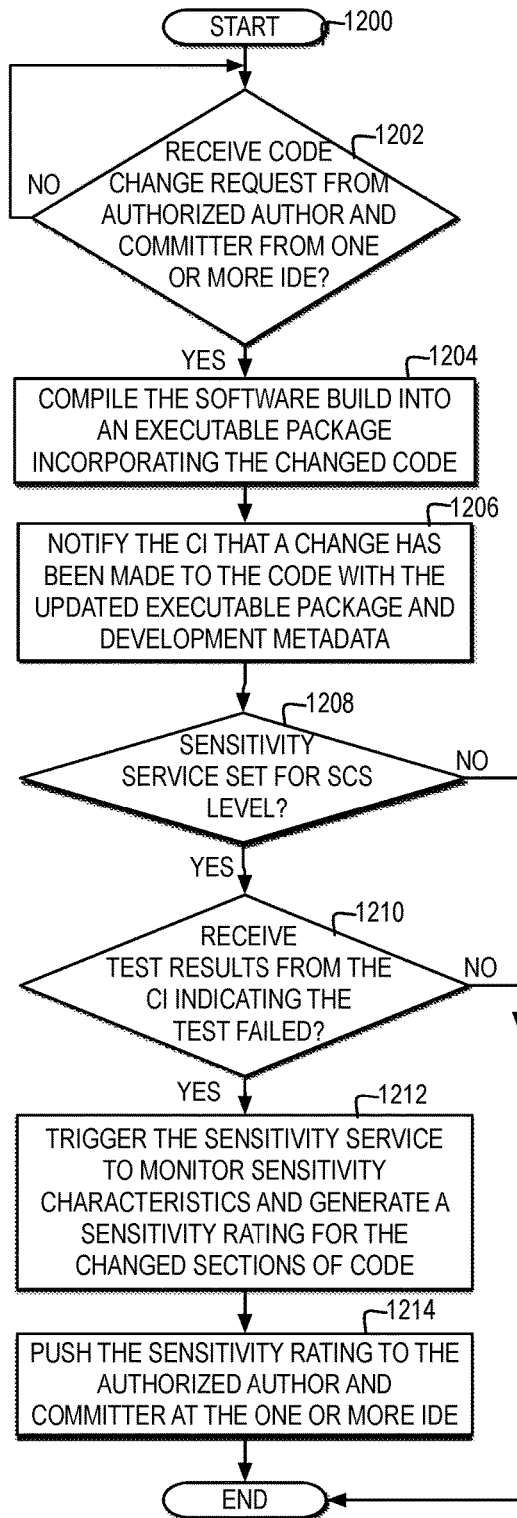 START
1200
1202
RECEIVE CODE
CHANGE REQUEST FROM
AUTHORIZED AUTHOR AND
COMMITTER FROM ONE
OR MORE IDE?
NO
YES
1204
COMPILE THE SOFTWARE BUILD INTO
AN EXECUTABLE PACKAGE
INCORPORATING THE CHANGED CODE
1206
NOTIFY THE CI THAT A CHANGE HAS
BEEN MADE TO THE CODE WITH THE
UPDATED EXECUTABLE PACKAGE AND
DEVELOPMENT METADATA
1208
SENSITIVITY
SERVICE SET FOR SCS
LEVEL?
NO
YES
1210
RECEIVE
TEST RESULTS FROM THE
CI INDICATING THE
TEST FAILED?
NO
YES
1212
TRIGGER THE SENSITIVITY SERVICE
TO MONITOR SENSITIVITY
CHARACTERISTICS AND GENERATE A
SENSITIVITY RATING FOR THE
CHANGED SECTIONS OF CODE
1214
PUSH THE SENSITIVITY RATING TO THE
AUTHORIZED AUTHOR AND
COMMITTER AT THE ONE OR MORE IDE
END